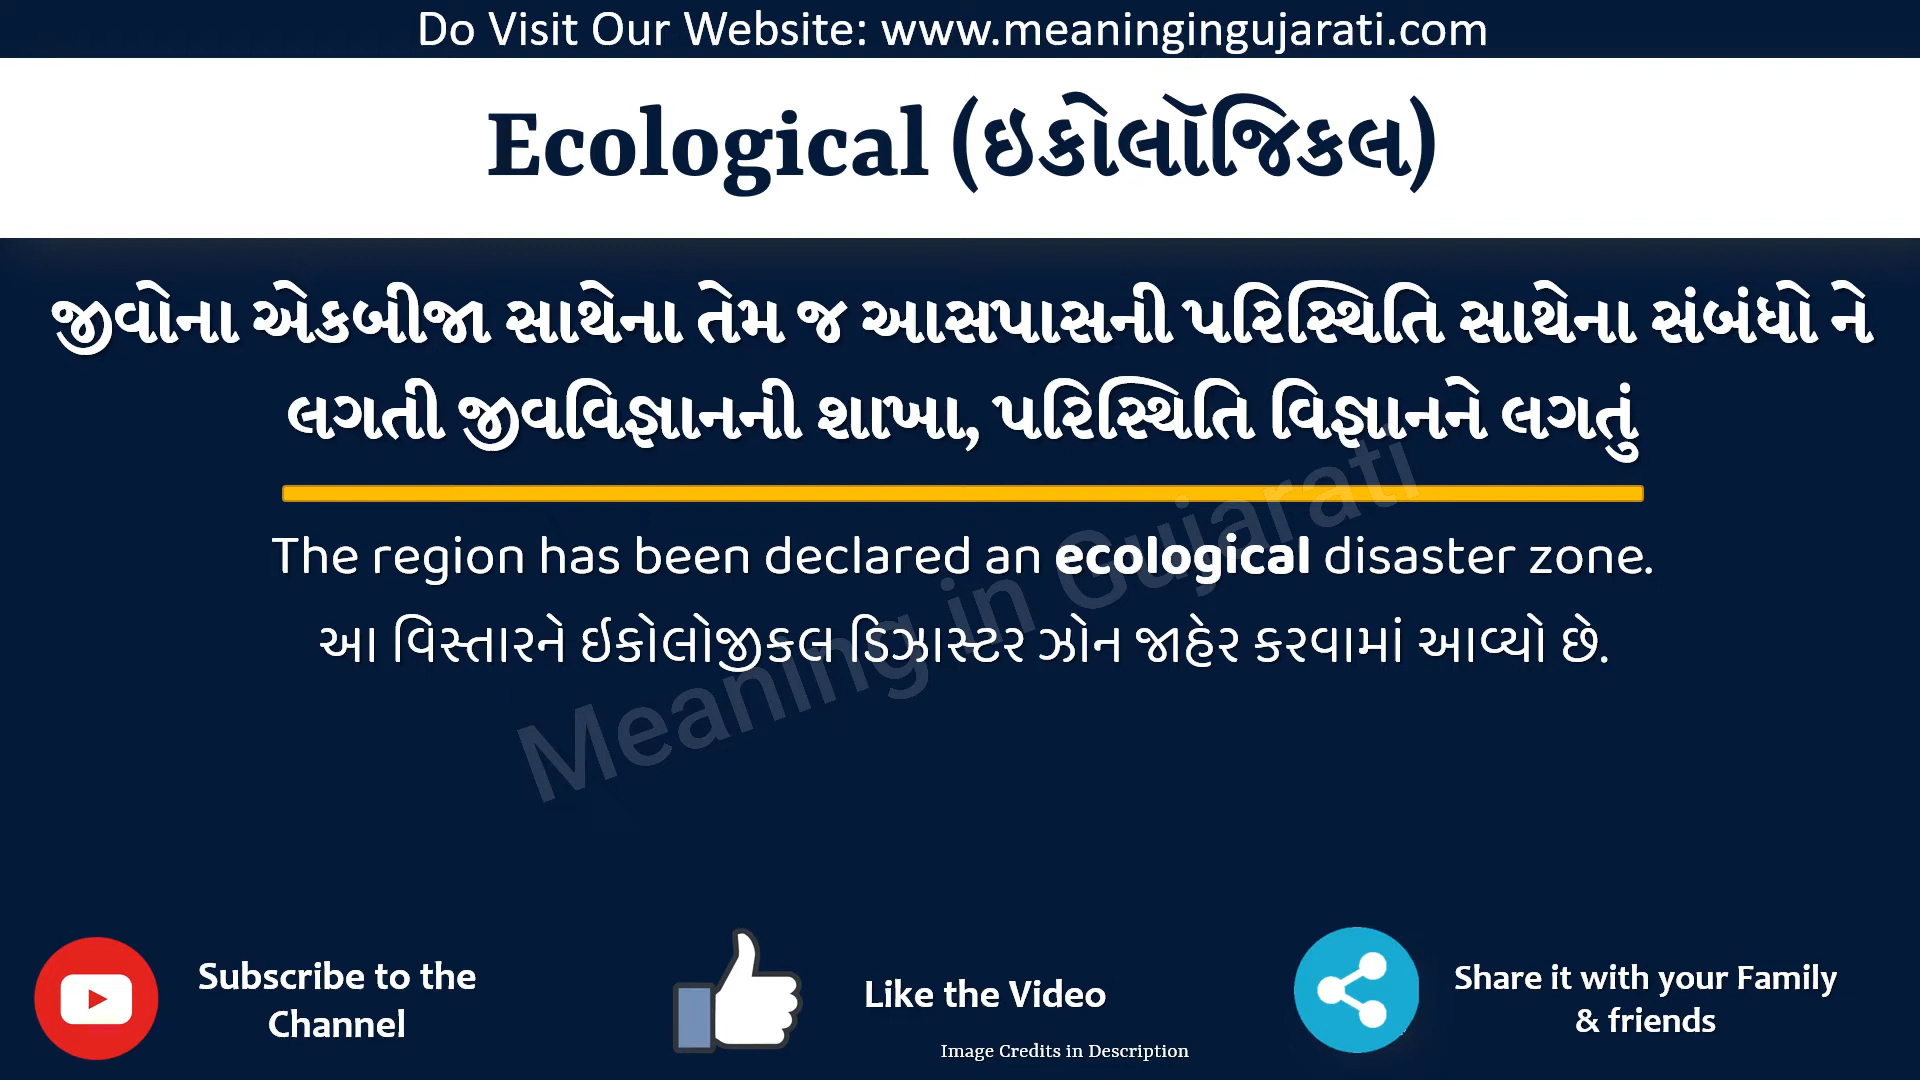 Do Visit Our Website: www.meaningingujarati.com
Ecological (ઇકોલૉજિકલ)
જીવોના એકબીજા સાથેના તેમ જ આસપાસની પરિસ્થિતિ સાથેના સંબંધો ને
લગતી જીવવિજ્ઞાનની શાખા, પરિસ્થિતિ વિજ્ઞાનને લગતું
The region has been declared an ecological disaster zone.
આ વિસ્તારને ઇકોલોજીકલ ડિઝાસ્ટર ઝોન જાહેર કરવામાં આવ્યો છે.
Meaning in Gujarati
Subscribe to the
Channel
Like the Video
Share it with your Family
& friends
Image Credits in Description